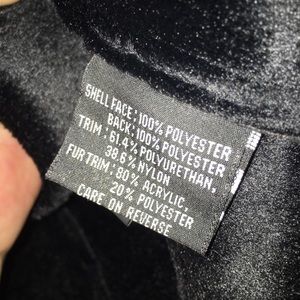 SHELL FACE: 100% POLYESTER
BACK: 100% POLYESTER
TRIM: 61.4% POLYURETHAN,
38.6% NYLON
FUR TRIM: 80% ACRYLIC,
20% POLYESTER
CARE ON REVERSE